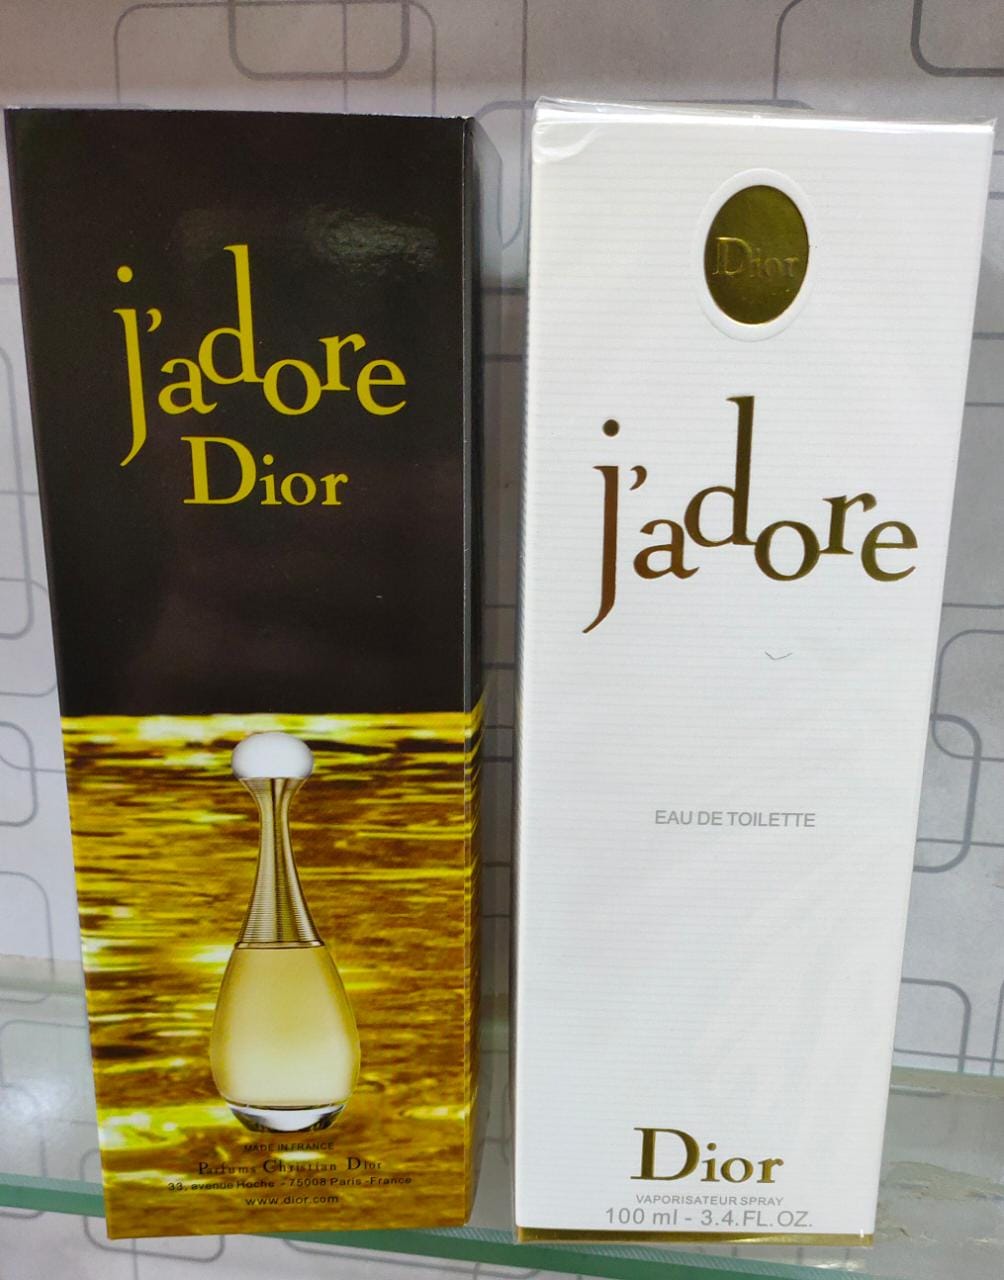 j'adore
Dior
MADE IN FRANCE
Parfums Christian Dior
33, avenue Hoche - 75008 Paris -France
www.dior.com
Dior
j'adore
EAU DE TOILETTE
Dior
VAPORISATEUR SPRAY
100 ml - 3.4.FL.OZ.